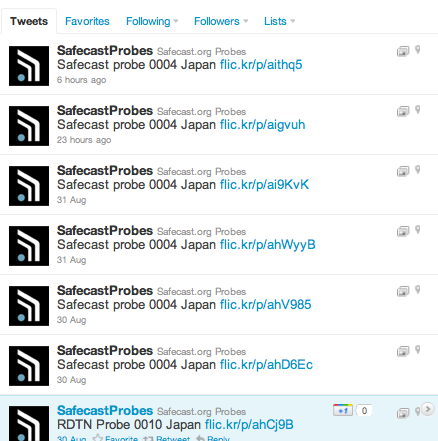 Tweets Favorites Following Followers Lists
SafecastProbes Safecast.org Probes
Safecast probe 0004 Japan flic.kr/p/aithq5
6 hours ago
SafecastProbes Safecast.org Probes
Safecast probe 0004 Japan flic.kr/p/aigvuh
23 hours ago
SafecastProbes Safecast.org Probes
Safecast probe 0004 Japan flic.kr/p/ai9KvK
31 Aug
SafecastProbes Safecast.org Probes
Safecast probe 0004 Japan flic.kr/p/ahWyyB
31 Aug
SafecastProbes Safecast.org Probes
Safecast probe 0004 Japan flic.kr/p/ahV985
30 Aug
SafecastProbes Safecast.org Probes
Safecast probe 0004 Japan flic.kr/p/ahD6Ec
30 Aug
SafecastProbes Safecast.org Probes +1 0
RDTN Probe 0010 Japan flic.kr/p/ahCj9B
30 Aug Favorite Retweet Reply